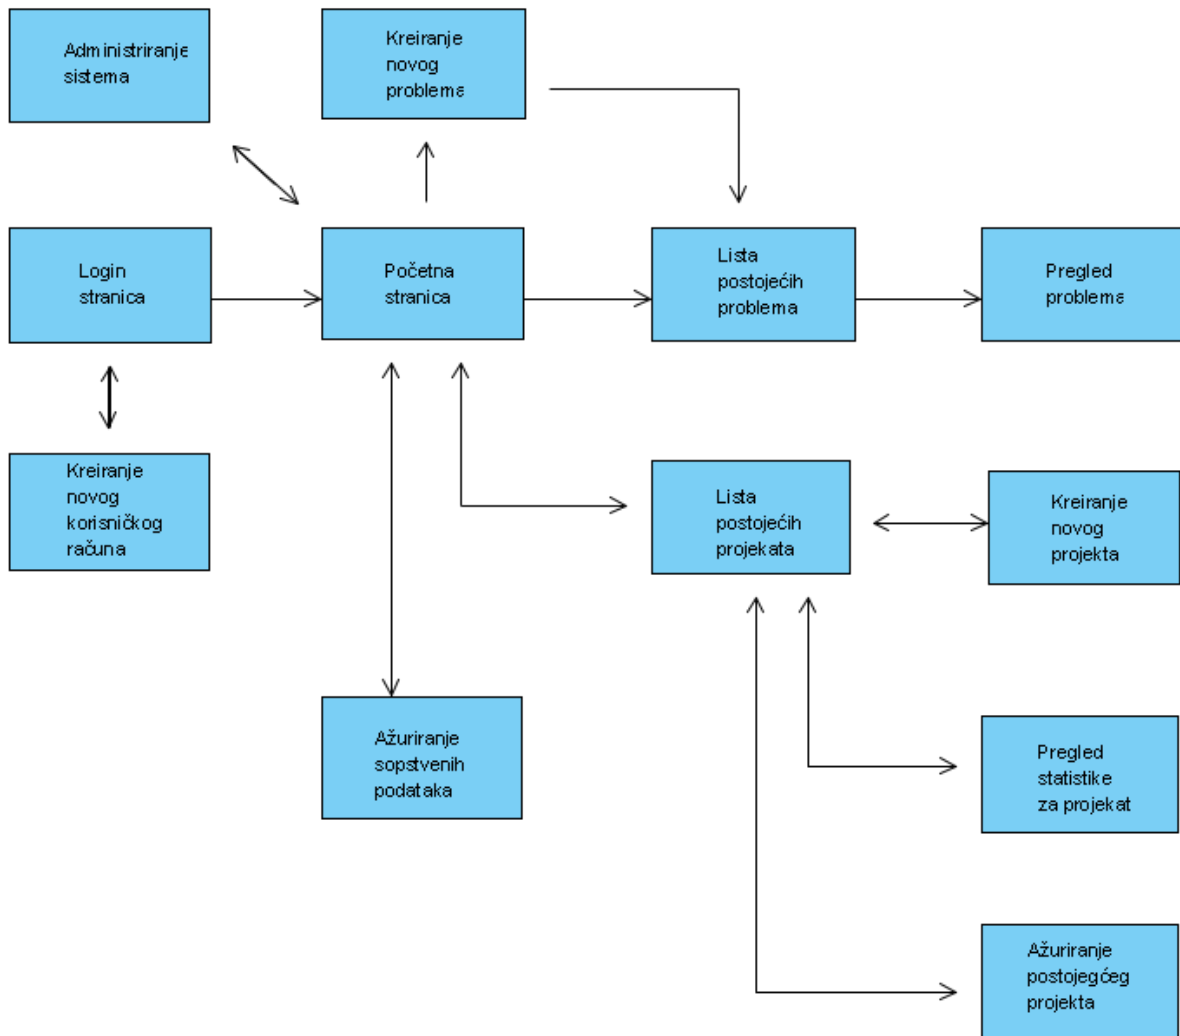 Administriranje
sistema
Kreiranje
novog
problema
Login
stranica
Početna
stranica
Lista
postojećih
problema
Pregled
problema
Kreiranje
novog
korisničkog
računa
Lista
postojećih
projekata
Kreiranje
novog
projekta
Ažuriranje
sopstvenih
podataka
Pregled
statistike
za projekat
Ažuriranje
postojegćeg
projekta